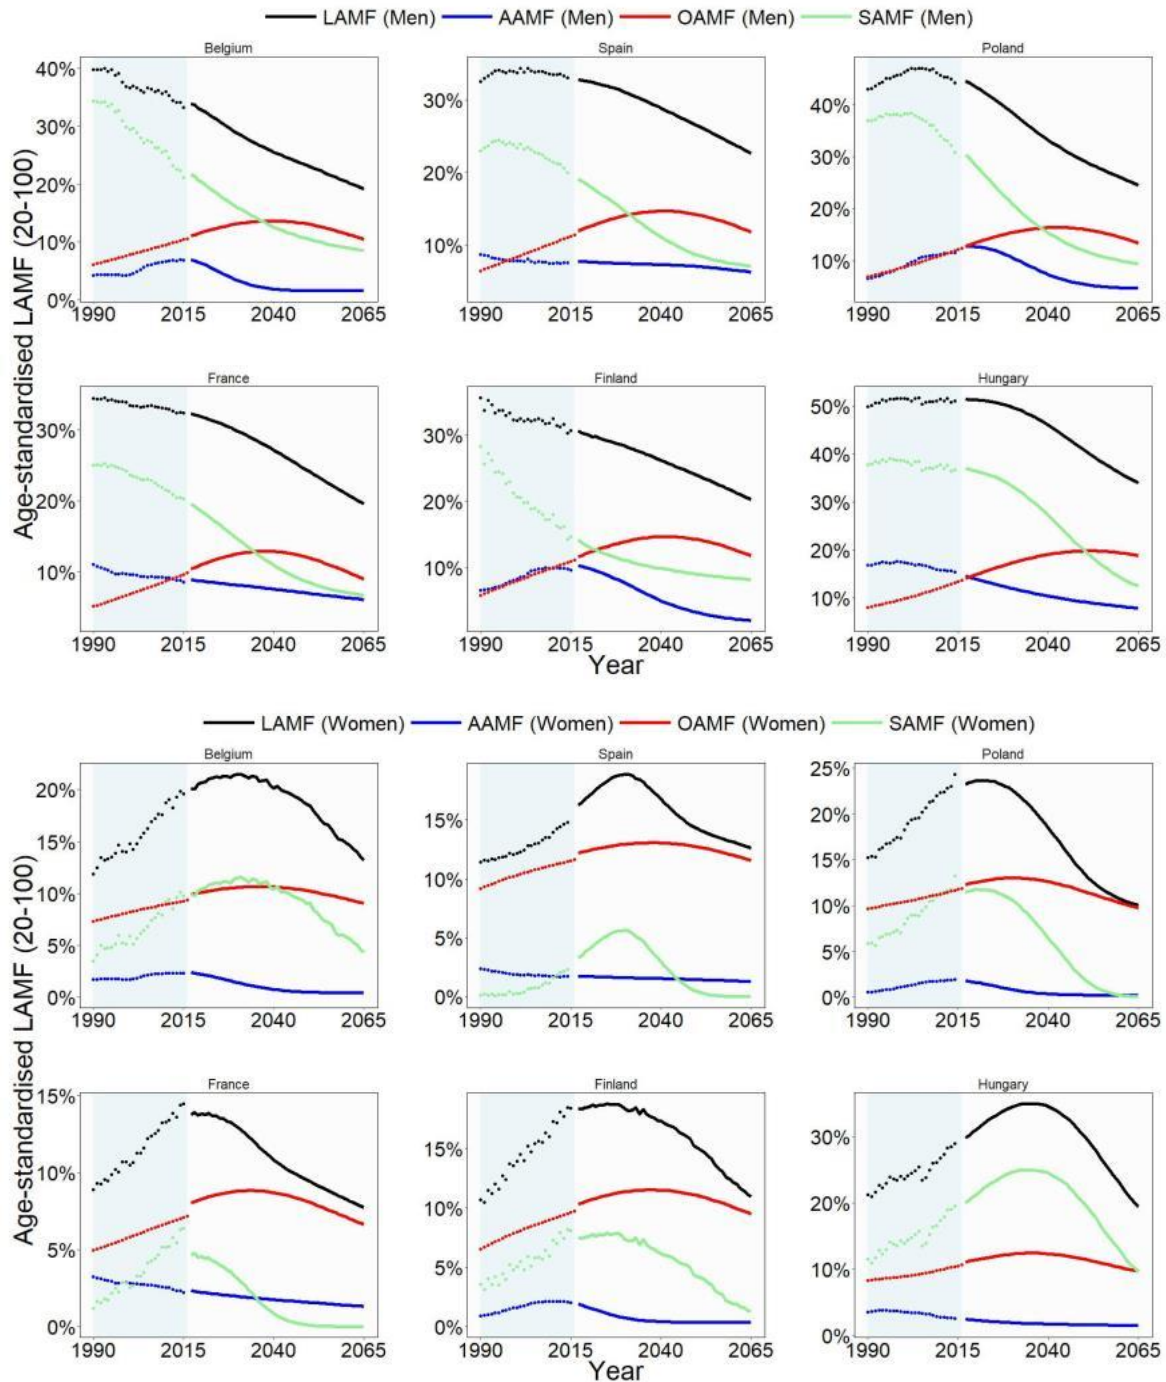 LAMF (Men) AAMF (Men) OAMF (Men) SAMF (Men)
Age-standardised LAMF (20-100)
Belgium Spain Poland
40% 30% 20% 10% 0%
30% 20% 10%
40% 30% 20% 10%
1990 2015 2040 2065 1990 2015 2040 2065 1990 2015 2040 2065
France Finland Hungary
30% 20% 10%
30% 20% 10%
50% 40% 30% 20% 10%
1990 2015 2040 2065 1990 2015 2040 2065 1990 2015 2040 2065
Year
LAMF (Women) AAMF (Women) OAMF (Women) SAMF (Women)
Age-standardised LAMF (20-100)
Belgium Spain Poland
20% 15% 10% 5% 0%
15% 10% 5% 0%
25% 20% 15% 10% 5% 0%
1990 2015 2040 2065 1990 2015 2040 2065 1990 2015 2040 2065
France Finland Hungary
15% 10% 5% 0%
15% 10% 5% 0%
30% 20% 10% 0%
1990 2015 2040 2065 1990 2015 2040 2065 1990 2015 2040 2065
Year